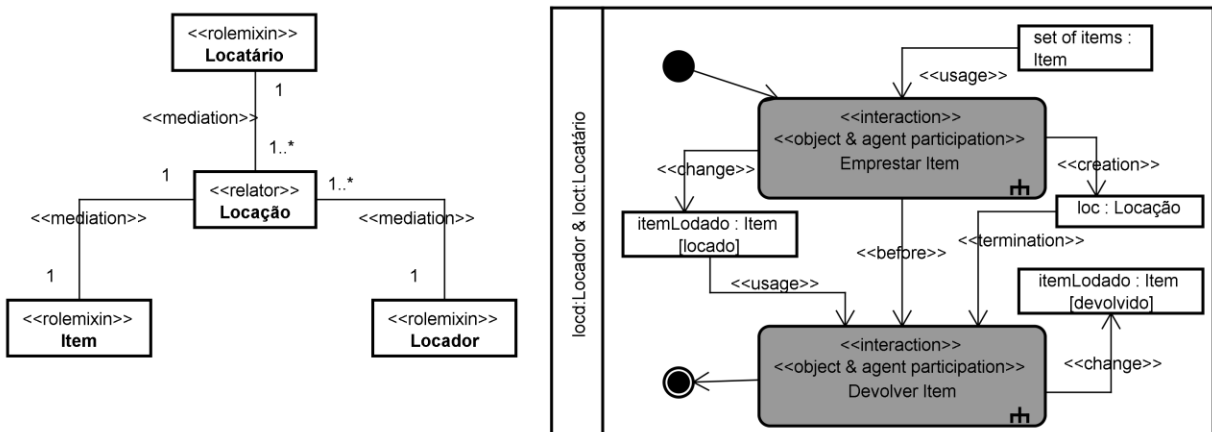 <<rolemixin>>
Locatário
1
<<mediation>>
1..*
1
<<relator>>
Locação
1..*
<<mediation>>
<<mediation>>
1
1
<<rolemixin>>
Item
<<rolemixin>>
Locador
locd:Locador & loct:Locatário
set of items :
Item
<<usage>>
<<interaction>>
<<object & agent participation>>
Emprestar Item
<<change>>
<<creation>>
itemLodado : Item
[locado]
loc : Locação
<<before>>
<<termination>>
<<usage>>
itemLodado : Item
[devolvido]
<<interaction>>
<<object & agent participation>>
Devolver Item
<<change>>